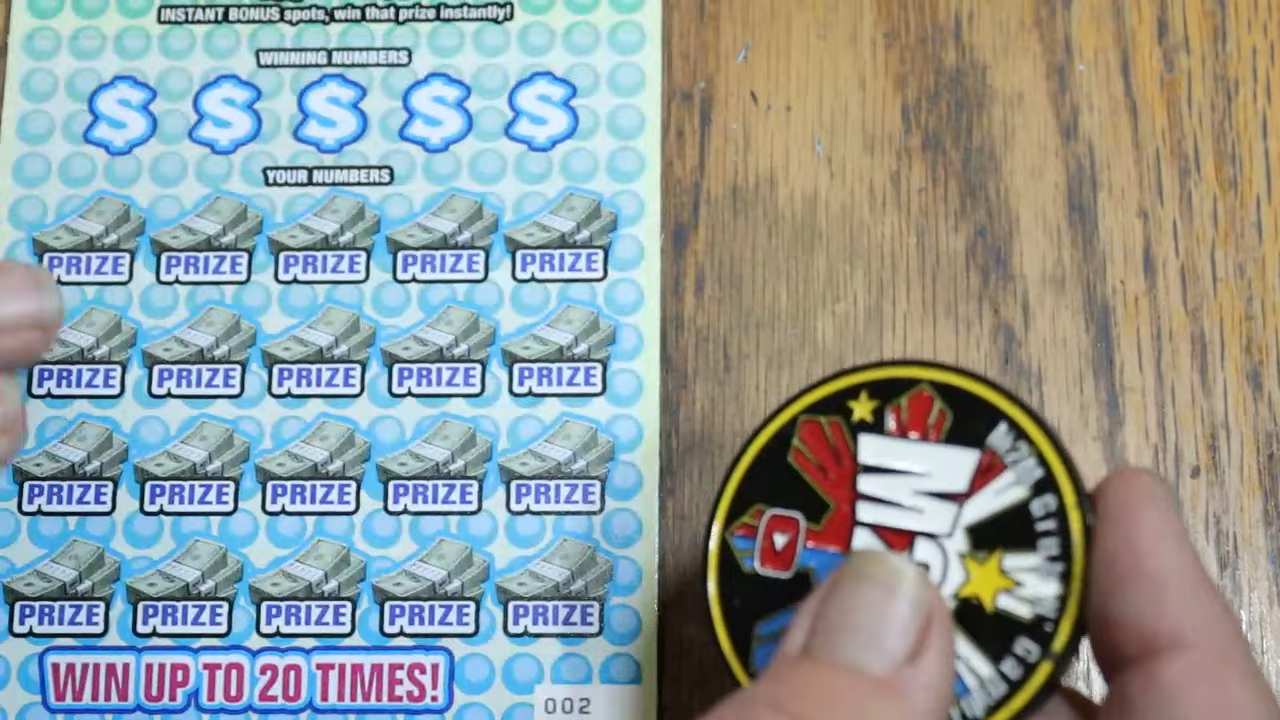 INSTANT BONUS spots, win that prize instantly!
WINNING NUMBERS
$ $ $ $ $
YOUR NUMBERS
PRIZE PRIZE PRIZE PRIZE PRIZE
PRIZE PRIZE PRIZE PRIZE PRIZE
PRIZE PRIZE PRIZE PRIZE PRIZE
PRIZE PRIZE PRIZE PRIZE PRIZE
WIN UP TO 20 TIMES!
002